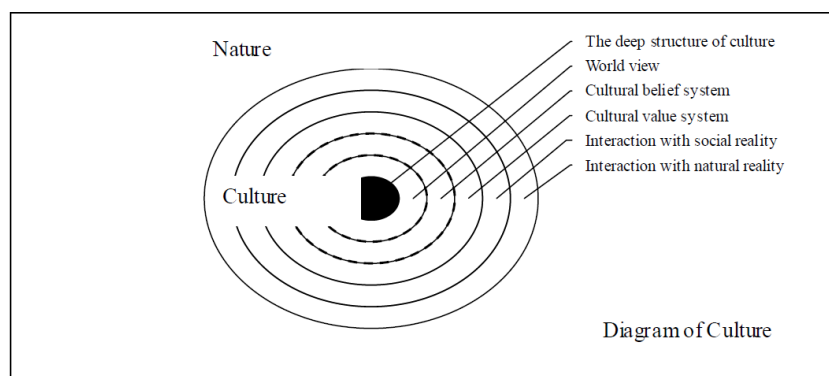 Nature
The deep structure of culture
World view
Cultural belief system
Cultural value system
Interaction with social reality
Interaction with natural reality
Culture
Diagram of Culture